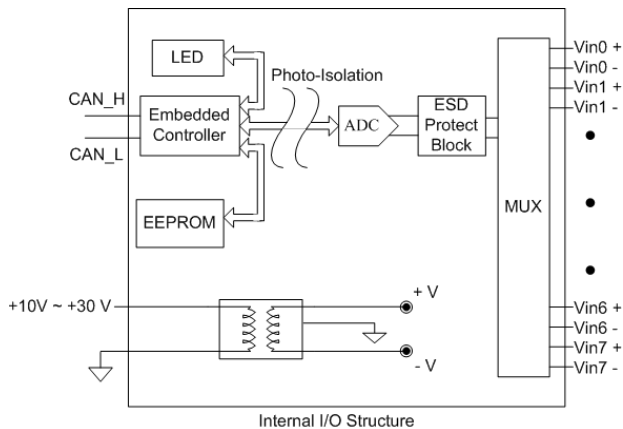 LED
Photo-Isolation
CAN_H
Embedded
Controller
CAN_L
ADC
ESD
Protect
Block
EEPROM
MUX
Vin0 +
Vin0 -
Vin1 +
Vin1 -
Vin6 +
Vin6 -
Vin7 +
Vin7 -
+10V ~ +30 V
+ V
- V
Internal I/O Structure